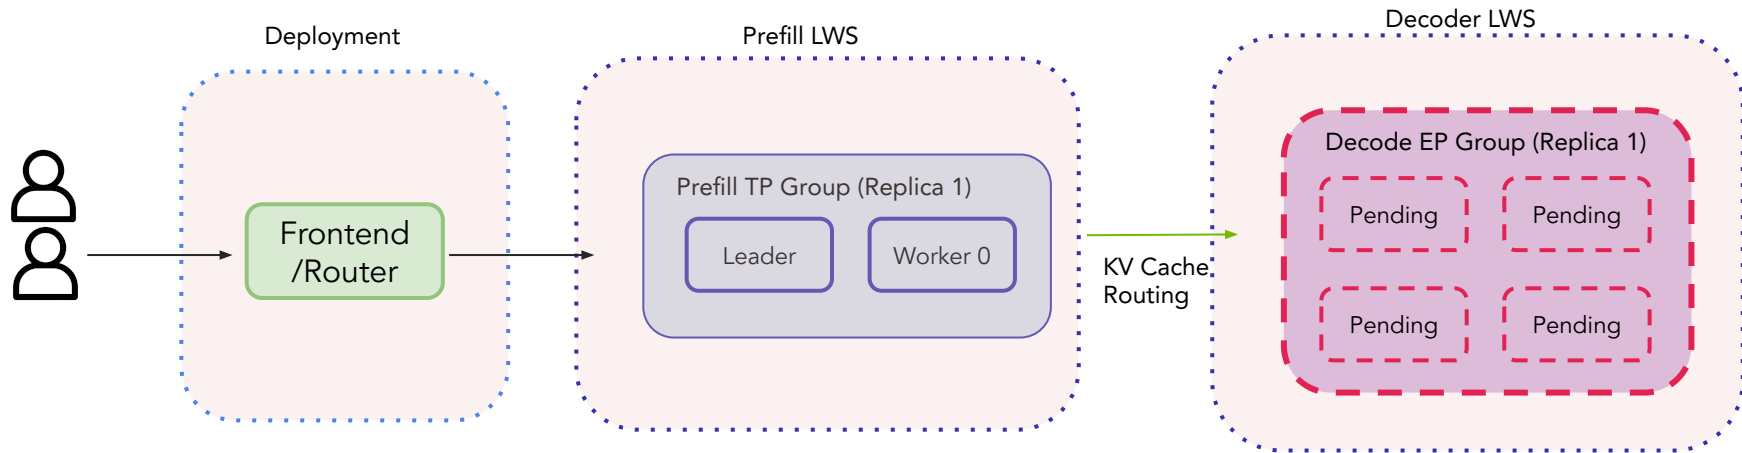 Deployment
Prefill LWS
Decoder LWS
Frontend
/Router
Prefill TP Group (Replica 1)
Leader
Worker 0
KV Cache
Routing
Decode EP Group (Replica 1)
Pending
Pending
Pending
Pending